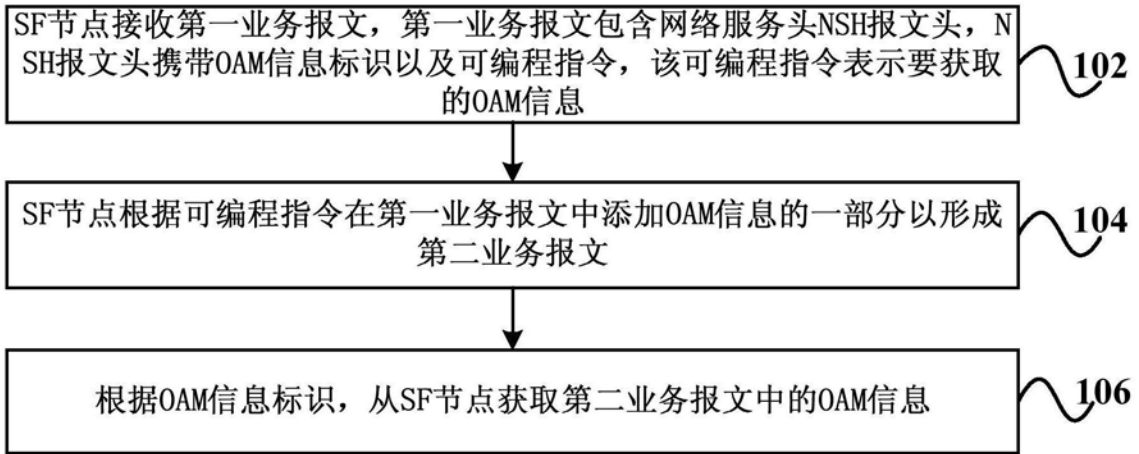 SF节点接收第一业务报文，第一业务报文包含网络服务头NSH报文头，N
SH报文头携带OAM信息标识以及可编程指令，该可编程指令表示要获取
的OAM信息
102
SF节点根据可编程指令在第一业务报文中添加OAM信息的一部分以形成
第二业务报文
104
根据OAM信息标识，从SF节点获取第二业务报文中的OAM信息
106